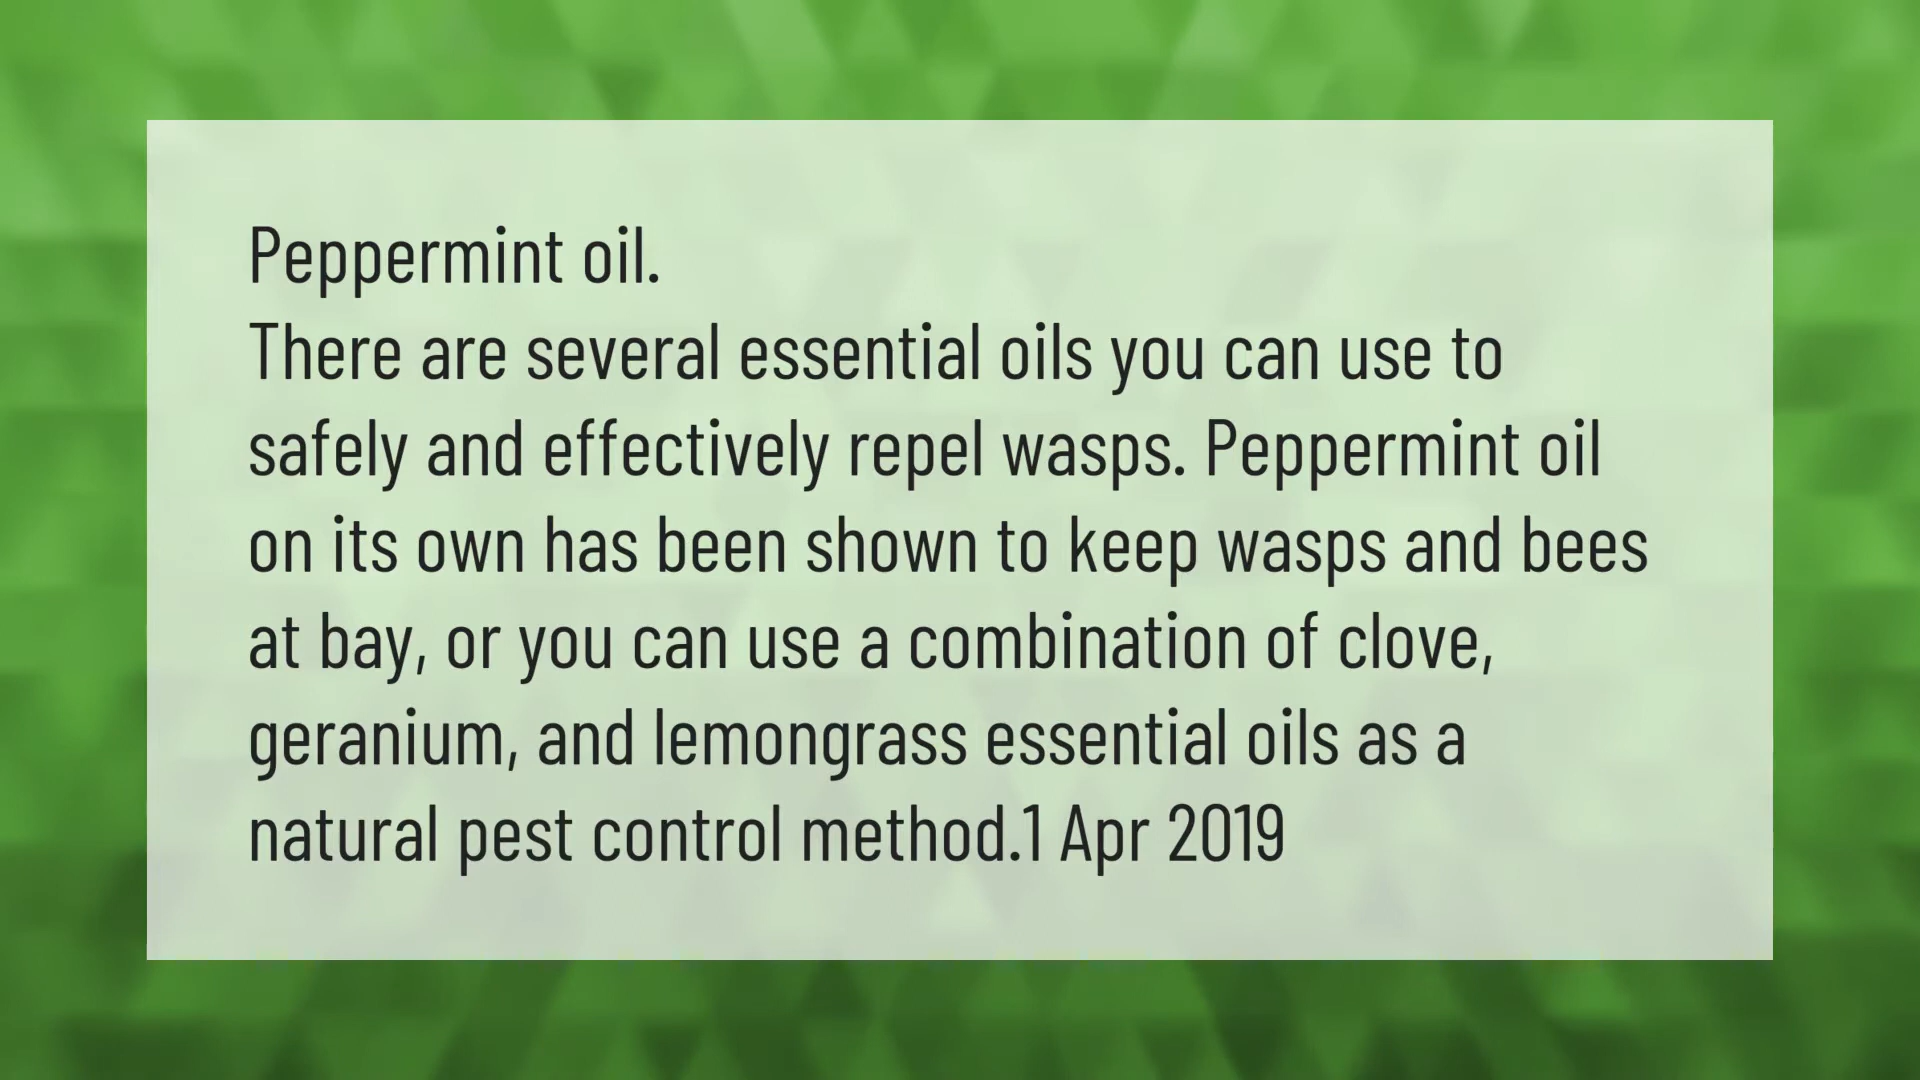 Peppermint oil.
There are several essential oils you can use to
safely and effectively repel wasps. Peppermint oil
on its own has been shown to keep wasps and bees
at bay, or you can use a combination of clove,
geranium, and lemongrass essential oils as a
natural pest control method.1 Apr 2019